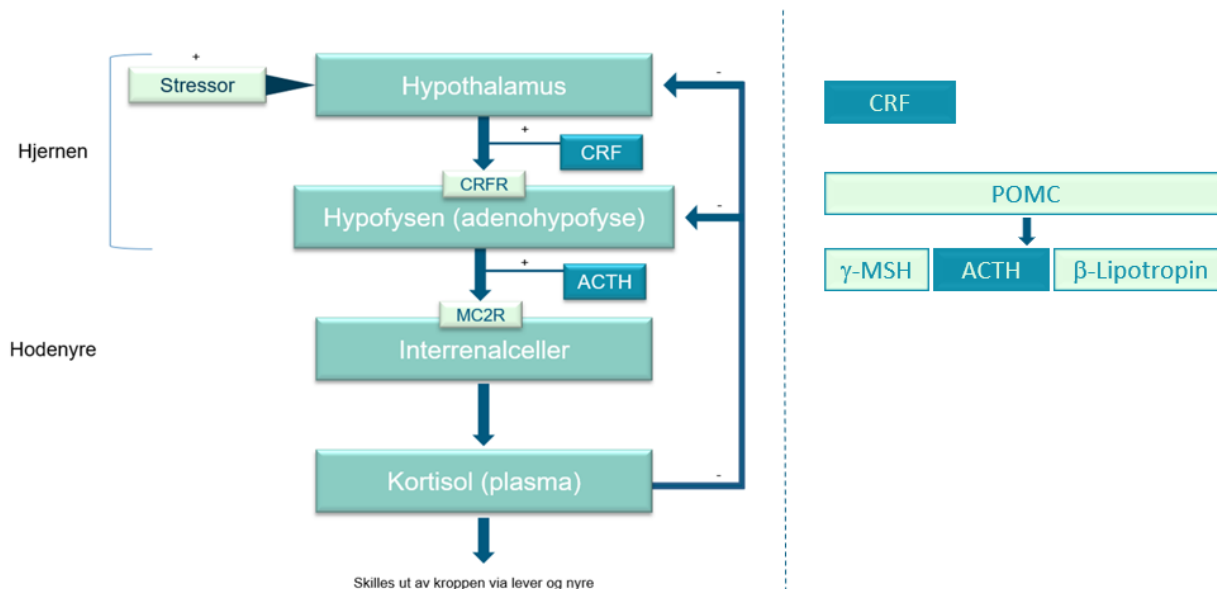 +
Stressor
Hypothalamus
-
Hjernen
+
CRF
CRFR
Hypofysen (adenohypofyse)
-
+
ACTH
MC2R
Hodenyre
Interrenalceller
Kortisol (plasma)
-
Skilles ut av kroppen via lever og nyre
CRF
POMC
γ-MSH
ACTH
β-Lipotropin